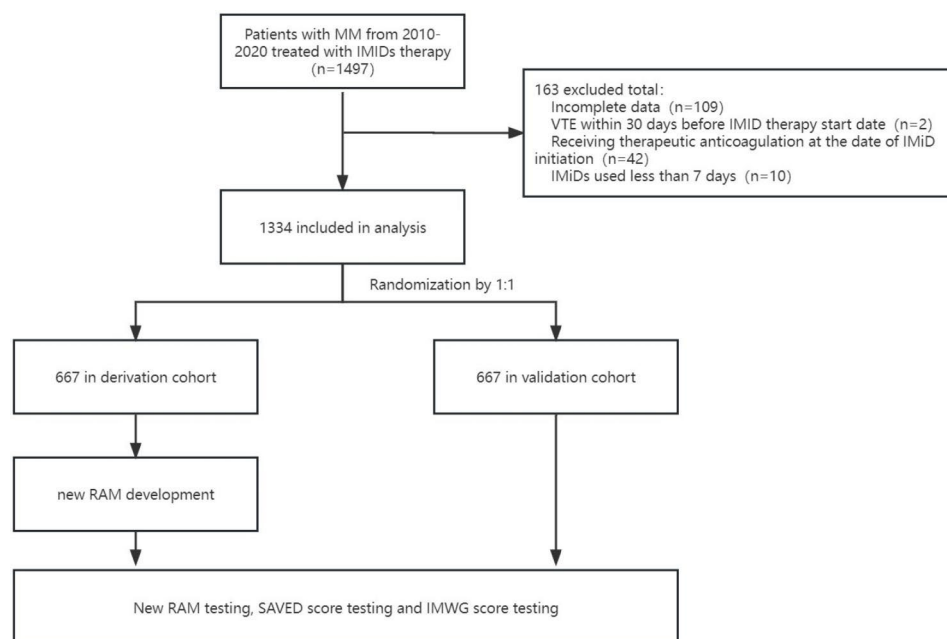 Patients with MM from 2010-
2020 treated with IMIDs therapy
(n=1497)
163 excluded total:
Incomplete data (n=109)
VTE within 30 days before IMID therapy start date (n=2)
Receiving therapeutic anticoagulation at the date of IMiD
initiation (n=42)
IMiDs used less than 7 days (n=10)
1334 included in analysis
Randomization by 1:1
667 in derivation cohort
667 in validation cohort
new RAM development
New RAM testing, SAVED score testing and IMWG score testing